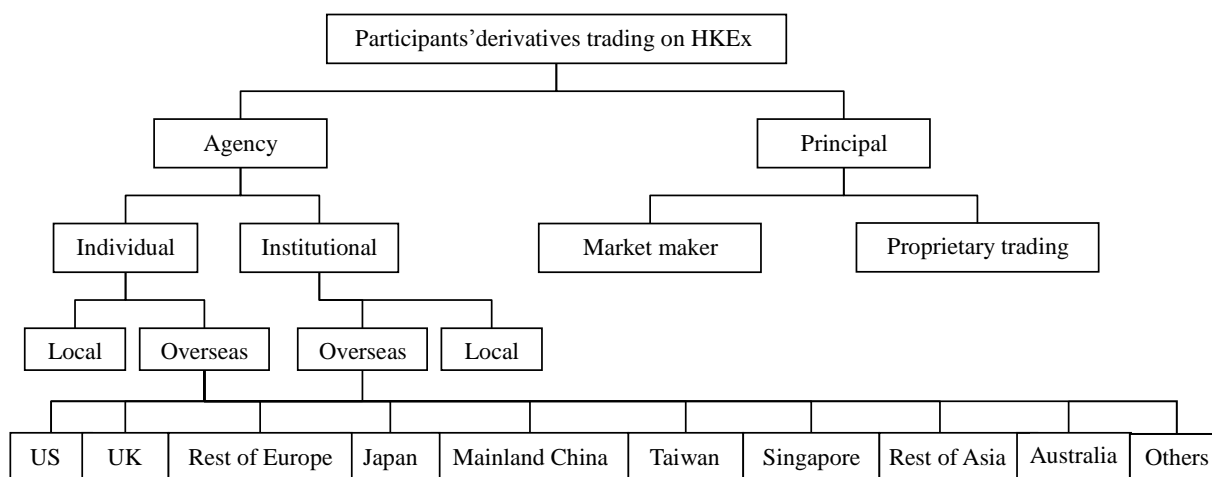 Participants’derivatives trading on HKEx
Agency
Principal
Individual
Institutional
Market maker
Proprietary trading
Local
Overseas
Overseas
Local
US
UK
Rest of Europe
Japan
Mainland China
Taiwan
Singapore
Rest of Asia
Australia
Others